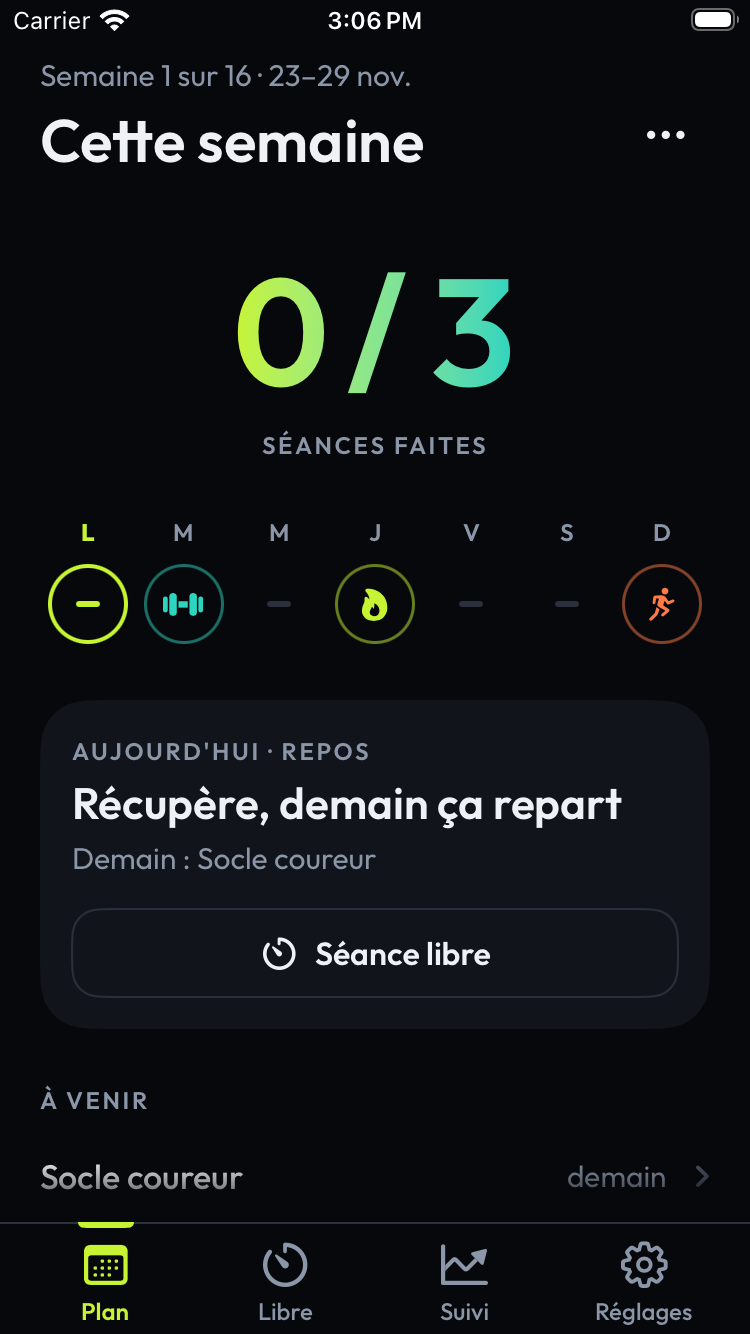 Carrier 3:06 PM
Semaine 1 sur 16 · 23–29 nov.
Cette semaine
0/3
SÉANCES FAITES
L M M J V S D
AUJOURD'HUI · REPOS
Récupère, demain ça repart
Demain : Socle coureur
Séance libre
À VENIR
Socle coureur demain
Plan Libre Suivi Réglages